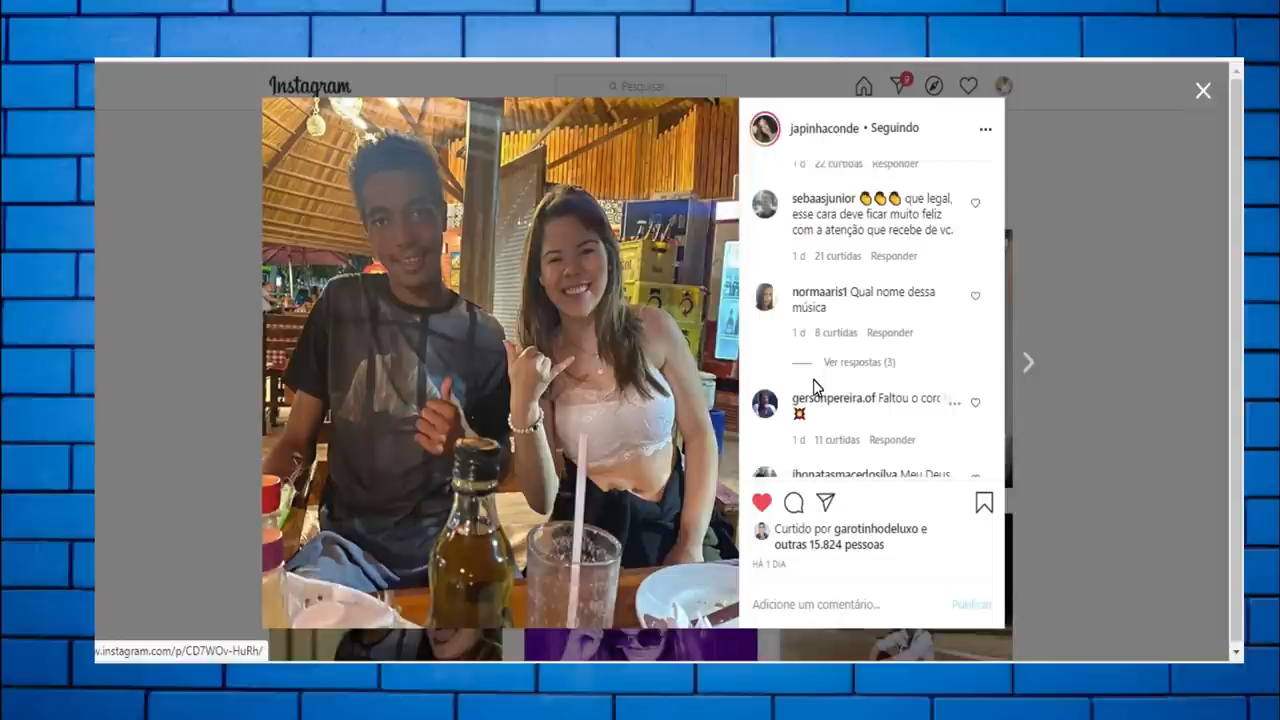 Instagram
Pesquisar
9
japinhaconde • Seguindo
1 d 22 curtidas Responder
sebaasjunior 👏👏👏 que legal,
esse cara deve ficar muito feliz
com a atenção que recebe de vc.
1 d 21 curtidas Responder
normaaris1 Qual nome dessa
música
1 d 8 curtidas Responder
Ver respostas (3)
gersonpereira.of Faltou o
💥
1 d 11 curtidas Responder
jhonatasmacedosilva Meu Deus
Curtido por garotinhodeluxo e
outras 15.824 pessoas
HÁ 1 DIA
Adicione um comentário...
Publicar
w.instagram.com/p/CD7WOv-HuRh/